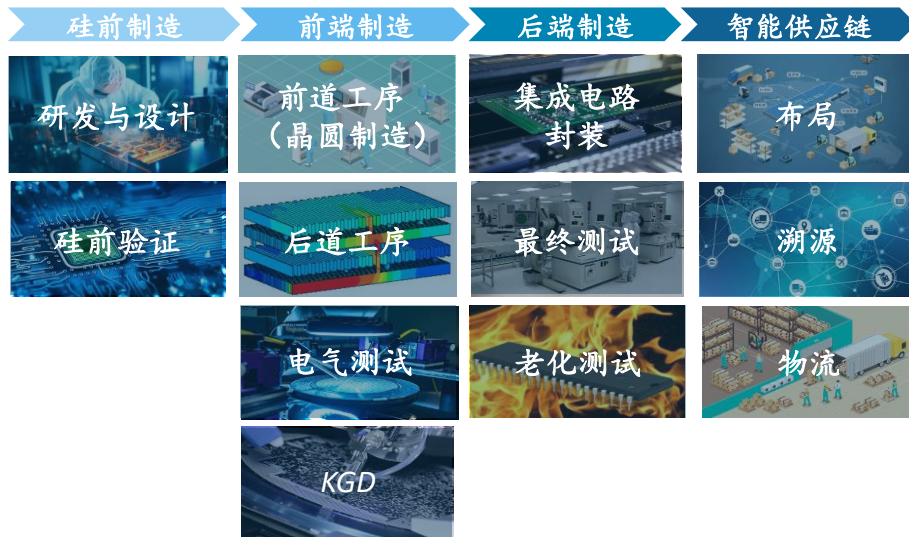 硅前制造
前端制造
后端制造
智能供应链
研发与设计
前道工序
（晶圆制造）
集成电路
封装
布局
硅前验证
后道工序
最终测试
溯源
电气测试
老化测试
物流
KGD